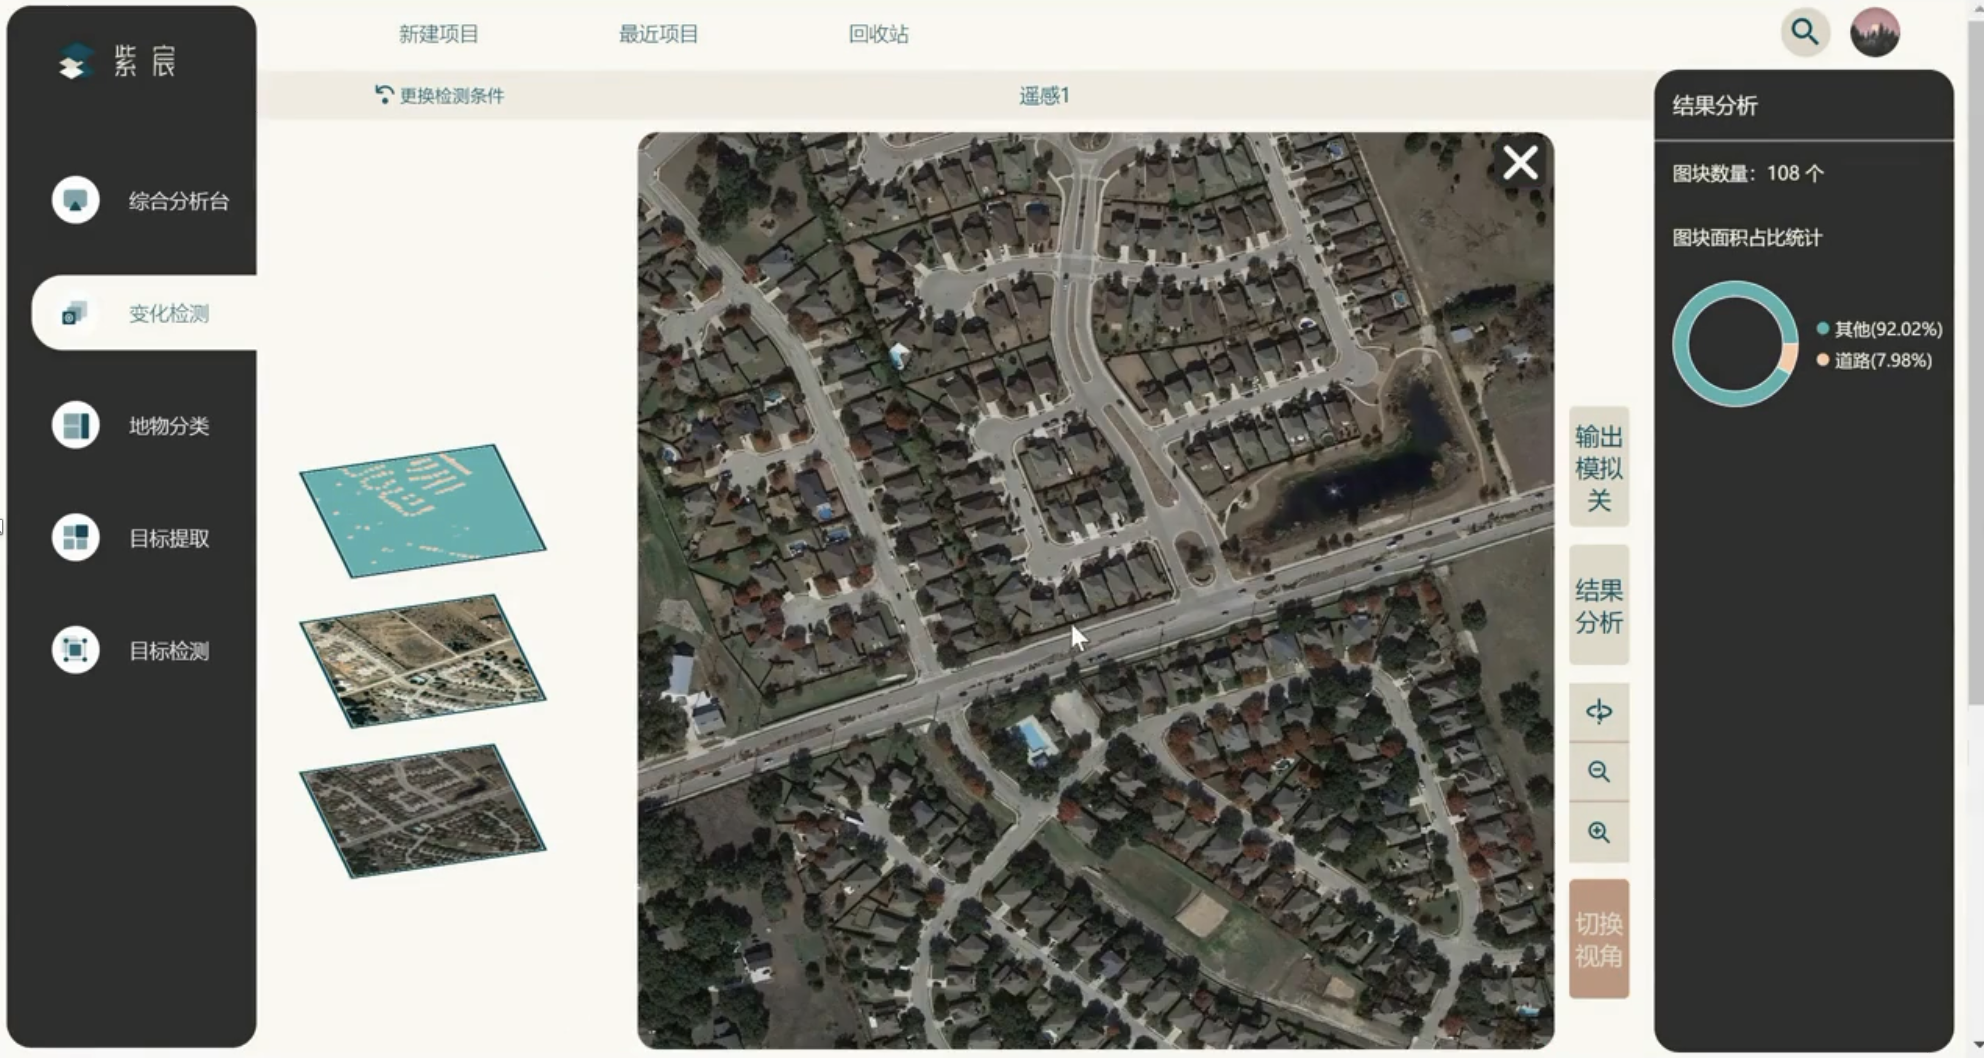 紫宸
新建项目
最近项目
回收站
更换检测条件
遥感1
综合分析台
变化检测
地物分类
目标提取
目标检测
输出
模拟
关
结果
分析
切换
视角
结果分析
图块数量：108 个
图块面积占比统计
其他(92.02%)
道路(7.98%)